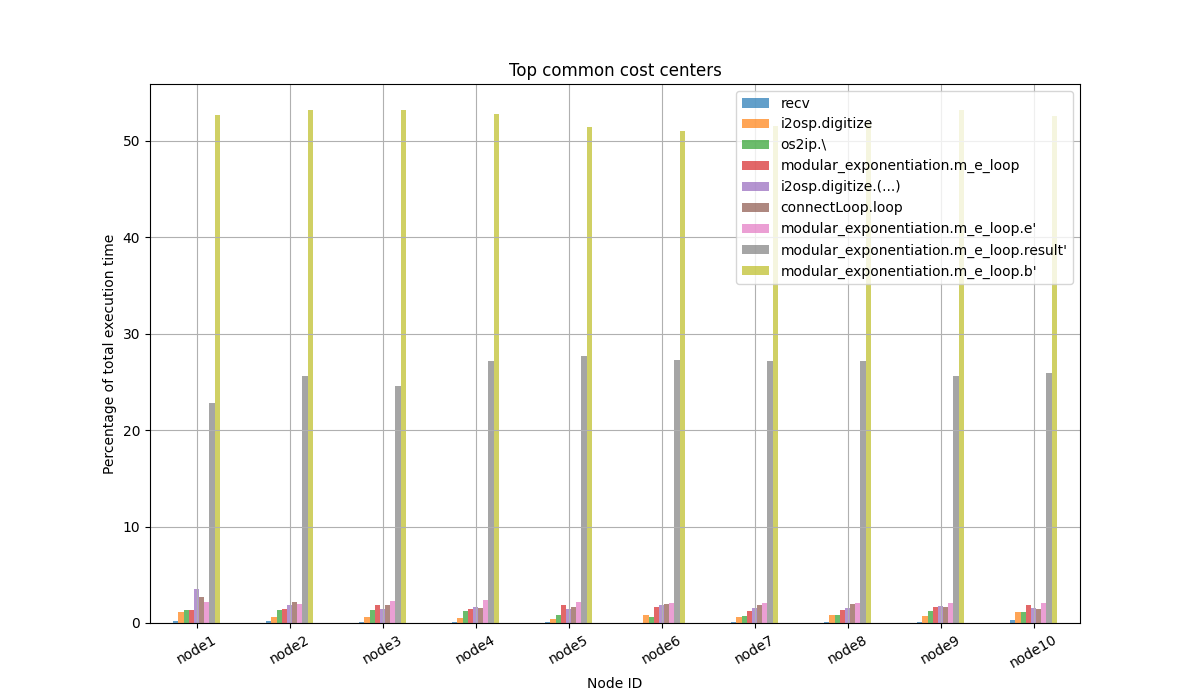 Top common cost centers
recv
i2osp.digitize
os2ip.\
modular_exponentiation.m_e_loop
i2osp.digitize.(...)
connectLoop.loop
modular_exponentiation.m_e_loop.e'
modular_exponentiation.m_e_loop.result'
modular_exponentiation.m_e_loop.b'
Percentage of total execution time
50
40
30
20
10
0
node1
node2
node3
node4
node5
node6
node7
node8
node9
node10
Node ID